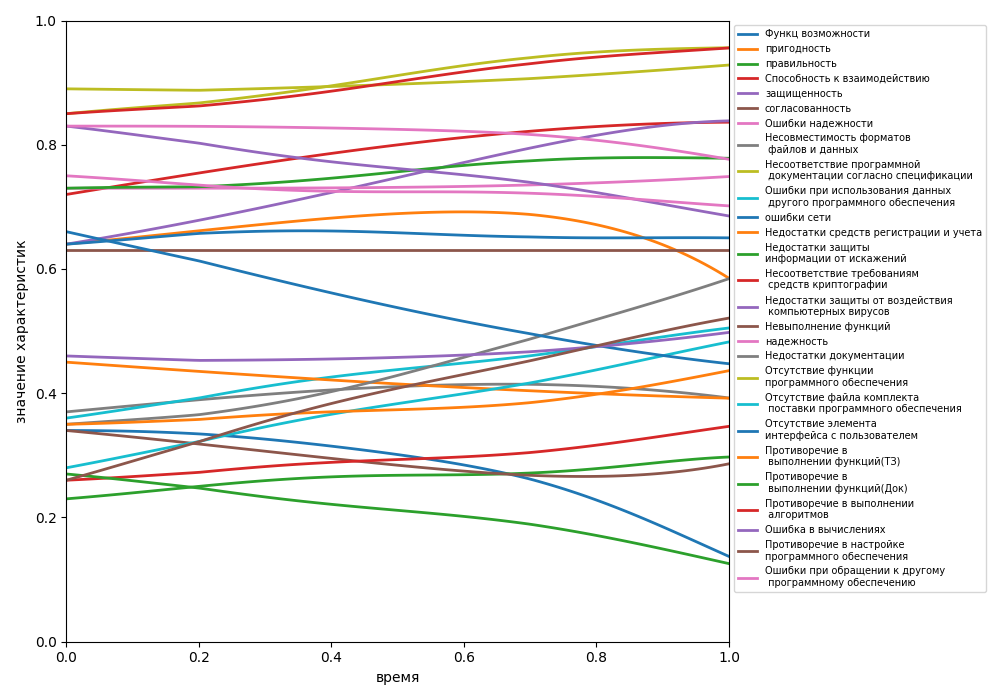 1.0
0.8
0.6
0.4
0.2
0.0
значение характеристик
0.0 0.2 0.4 0.6 0.8 1.0
время
Функц возможности
пригодность
правильность
Способность к взаимодействию
защищенность
согласованность
Ошибки надежности
Несовместимость форматов
файлов и данных
Несоответствие программной
документации согласно спецификации
Ошибки при использования данных
другого программного обеспечения
ошибки сети
Недостатки средств регистрации и учета
Недостатки защиты
информации от искажений
Несоответствие требованиям
средств криптографии
Недостатки защиты от воздействия
компьютерных вирусов
Невыполнение функций
надежность
Недостатки документации
Отсутствие функции
программного обеспечения
Отсутствие файла комплекта
поставки программного обеспечения
Отсутствие элемента
интерфейса с пользователем
Противоречие в
выполнении функций(ТЗ)
Противоречие в
выполнении функций(Док)
Противоречие в выполнении
алгоритмов
Ошибка в вычислениях
Противоречие в настройке
программного обеспечения
Ошибки при обращении к другому
программному обеспечению